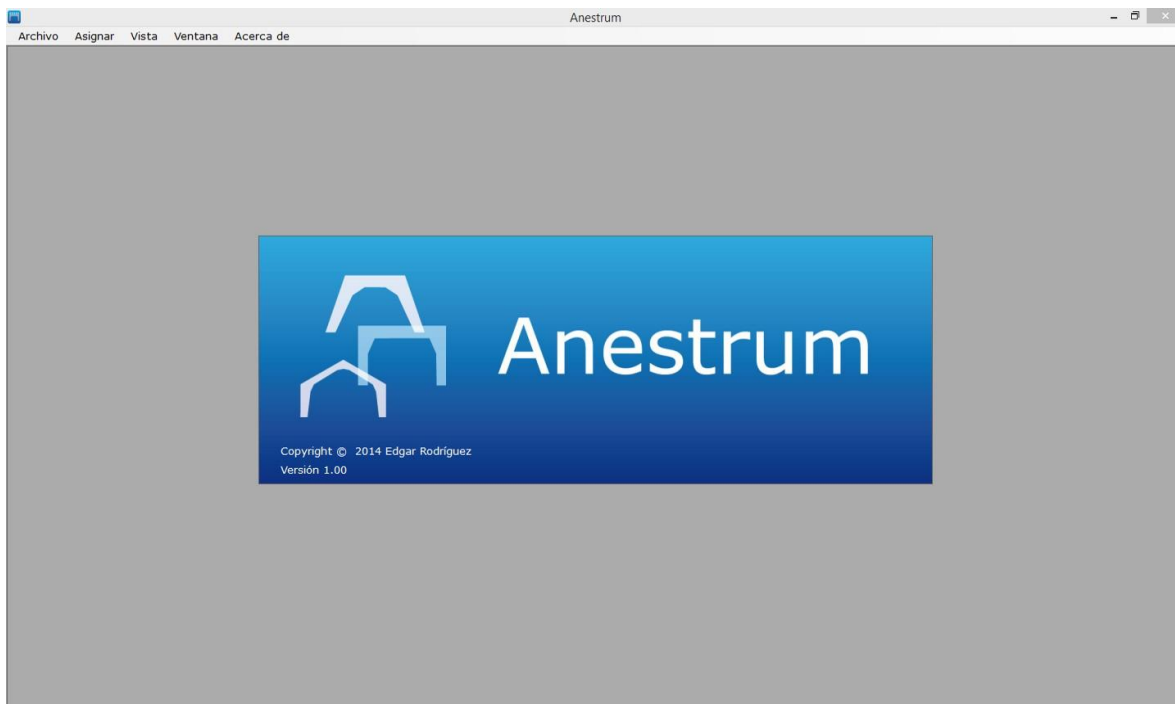 Anestrum
Archivo Asignar Vista Ventana Acerca de
Anestrum
Copyright © 2014 Edgar Rodríguez
Versión 1.00